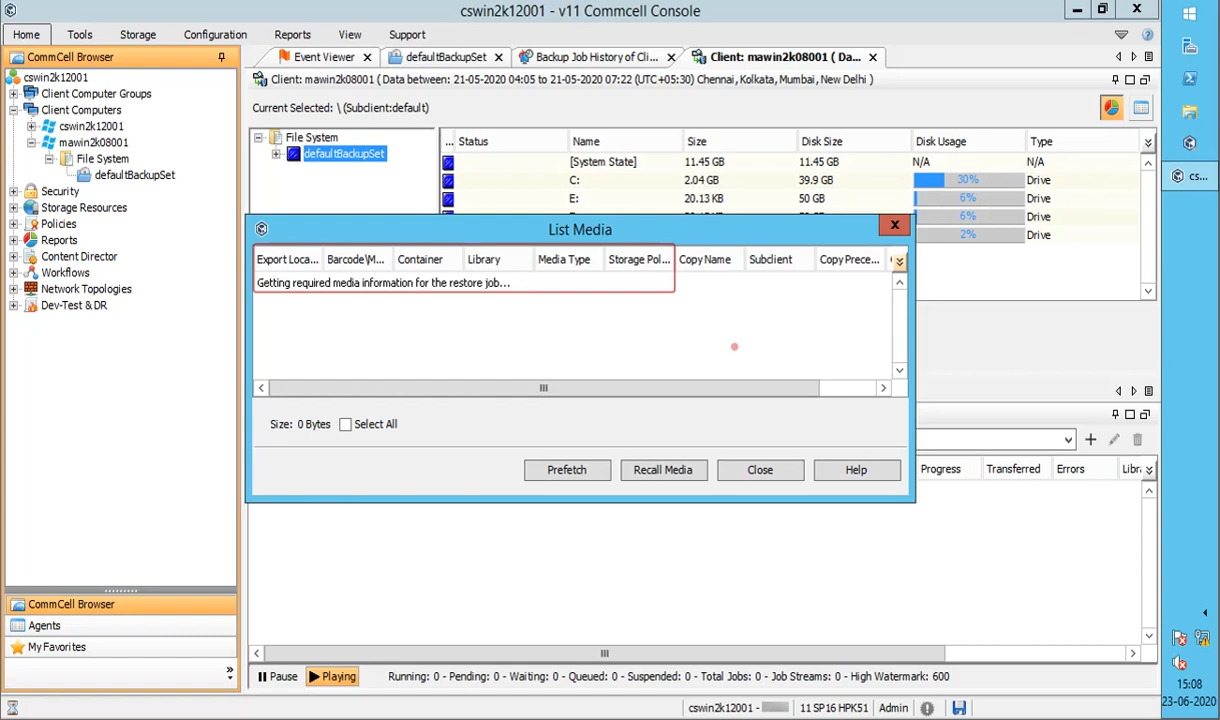 cswin2k12001 - v11 Commcell Console
Home Tools Storage Configuration Reports View Support
CommCell Browser
Event Viewer defaultBackupSet Backup Job History of Cli... Client: mawin2k08001 ( Da...
cswin2k12001
Client Computer Groups
Client Computers
cswin2k12001
mawin2k08001
File System
defaultBackupSet
Security
Storage Resources
Policies
Reports
Content Director
Workflows
Network Topologies
Dev-Test & DR
Client: mawin2k08001 ( Data between: 21-05-2020 04:05 to 21-05-2020 07:22 (UTC+05:30) Chennai, Kolkata, Mumbai, New Delhi )
Current Selected: \ (Subclient:default)
File System
defaultBackupSet
... Status Name Size Disk Size Disk Usage Type
[System State] 11.45 GB 11.45 GB N/A N/A
C: 2.04 GB 39.9 GB 30% Drive
E: 20.13 KB 50 GB 6% Drive
6% Drive
2% Drive
List Media
Export Loca... Barcode\M... Container Library Media Type Storage Pol... Copy Name Subclient Copy Prece...
Getting required media information for the restore job...
Size: 0 Bytes Select All
Prefetch Recall Media Close Help
Progress Transferred Errors Libr
CommCell Browser
Agents
My Favorites
Pause Playing Running: 0 - Pending: 0 - Waiting: 0 - Queued: 0 - Suspended: 0 - Total Jobs: 0 - Job Streams: 0 - High Watermark: 600
cswin2k12001 - 11 SP16 HPK51 Admin
cs...
15:08
23-06-2020